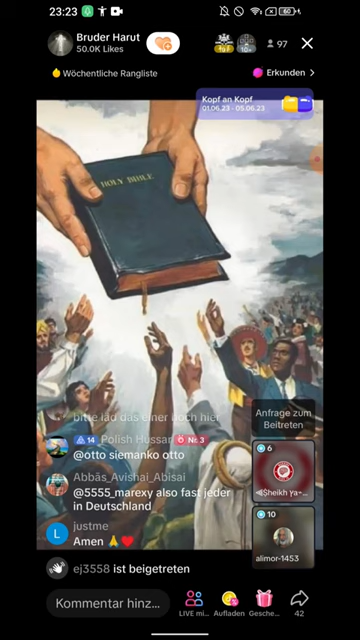 23:23
60
Bruder Harut
50.0K Likes
97
Wöchentliche Rangliste
Erkunden >
Kopf an Kopf
01.06.23 - 05.06.23
HOLY BIBLE
bitte lad das einer hoch hier
14 Polish Hussar Nr. 3
@otto siemanko otto
Abbās_Avishai_Abisai
@5555_marexy also fast jeder
in Deutschland
L
justme
Amen 🙏❤️
ej3558 ist beigetreten
Anfrage zum
Beitreten
6
10
alimor-1453
Kommentar hinz...
LIVE mi...
Aufladen
Gesche...
42